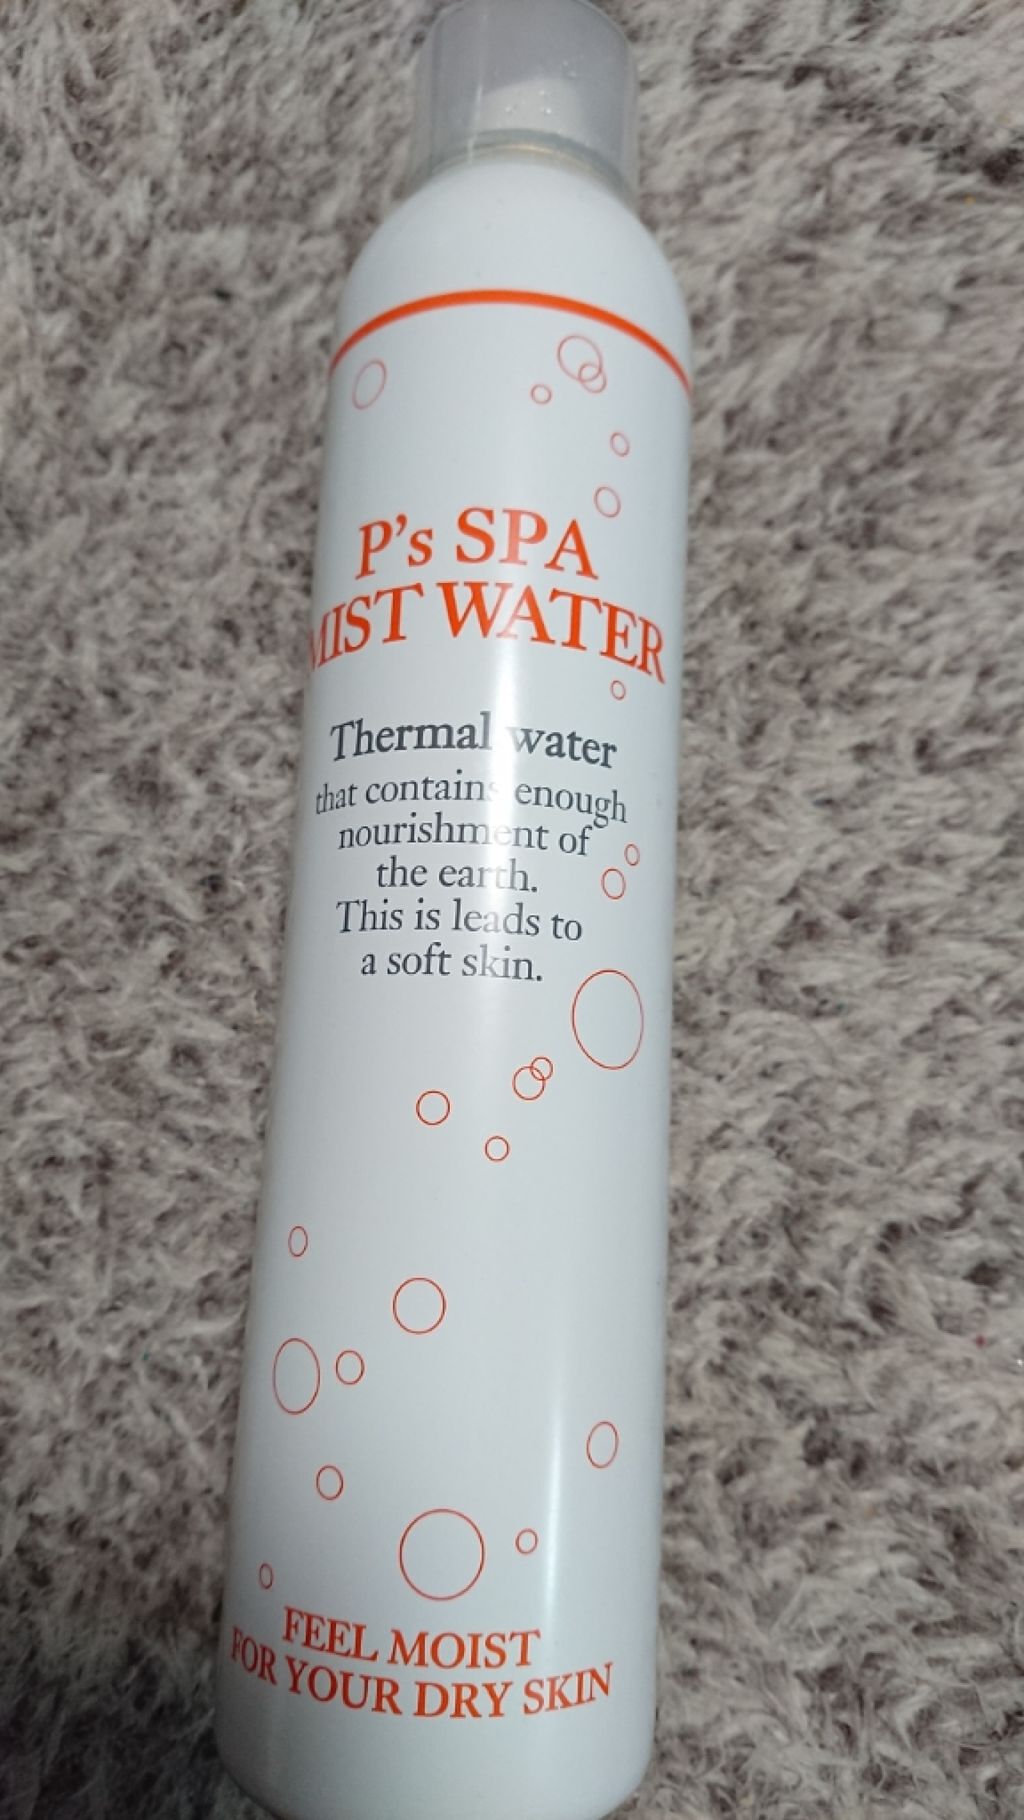 P's SPA
MIST WATER
Thermal water
that contains enough
nourishment of
the earth.
This is leads to
a soft skin.
FEEL MOIST
FOR YOUR DRY SKIN